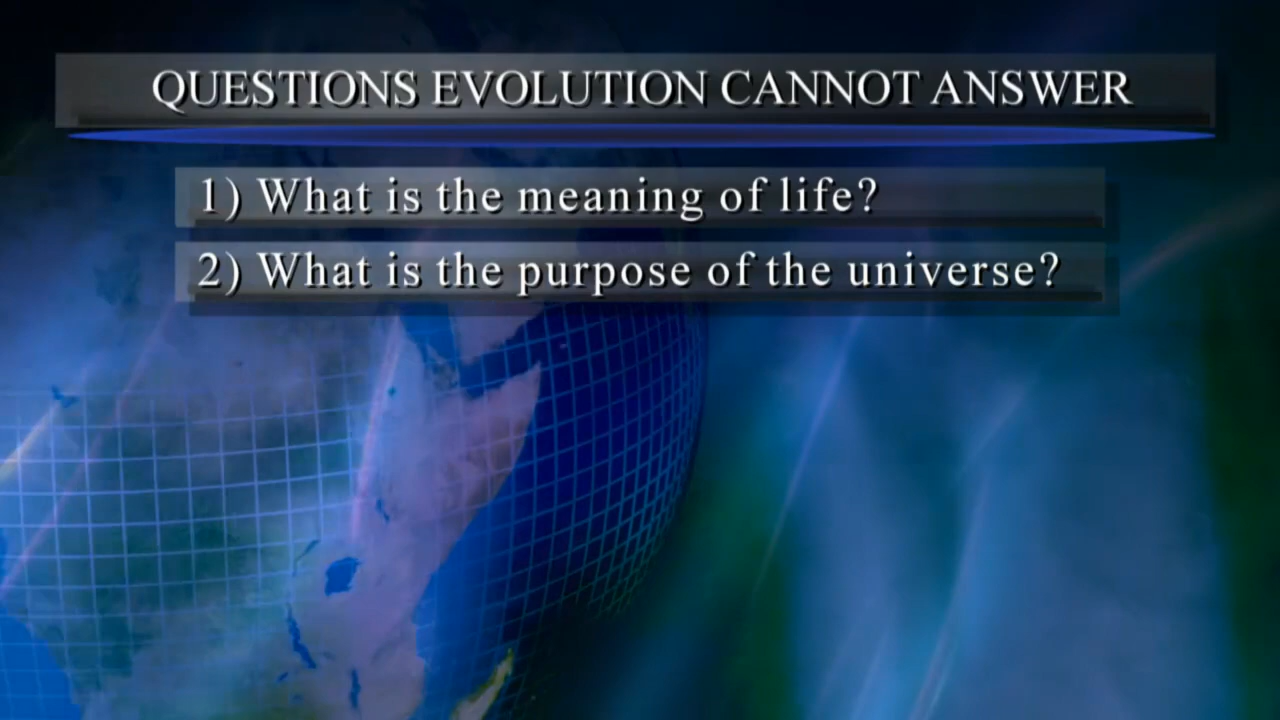 QUESTIONS EVOLUTION CANNOT ANSWER
1) What is the meaning of life?
2) What is the purpose of the universe?